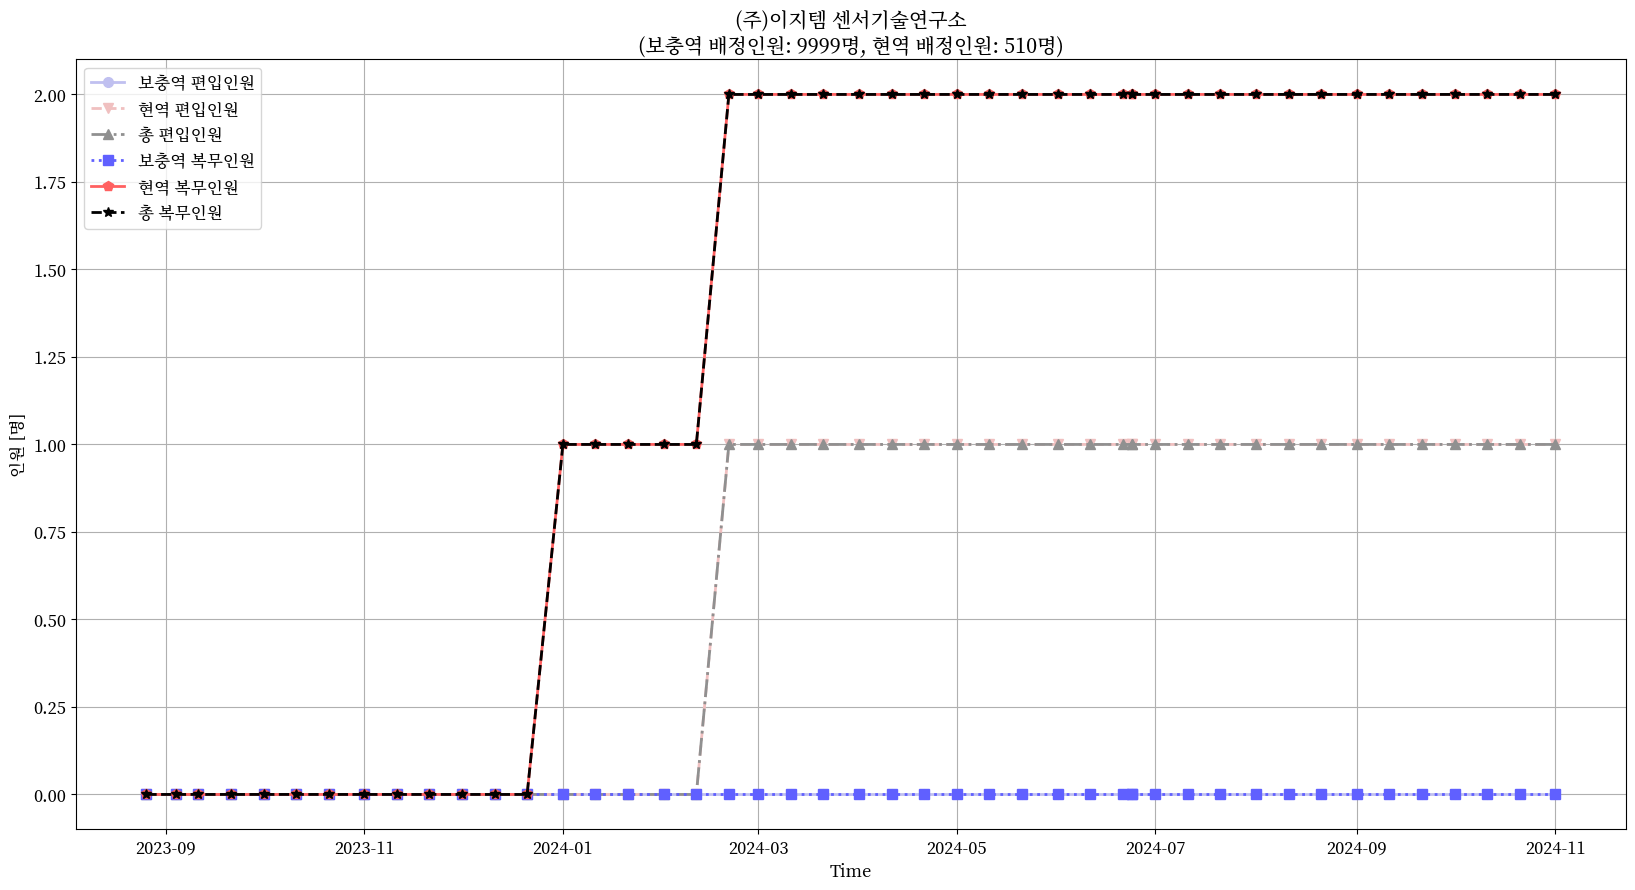 (주)이지템 센서기술연구소
(보충역 배정인원: 9999명, 현역 배정인원: 510명)
보충역 편입인원
현역 편입인원
총 편입인원
보충역 복무인원
현역 복무인원
총 복무인원
2.00
1.75
1.50
1.25
1.00
0.75
0.50
0.25
0.00
인원 [명]
2023-09
2023-11
2024-01
2024-03
2024-05
2024-07
2024-09
2024-11
Time